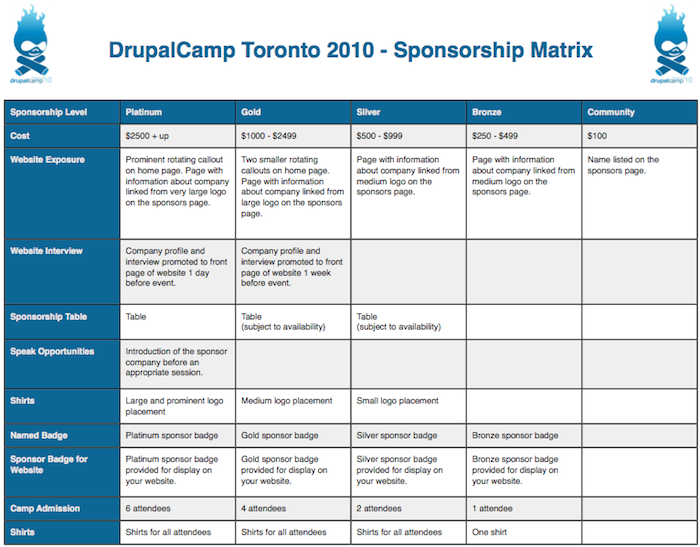 DrupalCamp Toronto 2010 - Sponsorship Matrix
drupalcamp'10
drupalcamp'10
Sponsorship Level
Platinum
Gold
Silver
Bronze
Community
Cost
$2500 + up
$1000 - $2499
$500 - $999
$250 - $499
$100
Website Exposure
Prominent rotating callout
on home page. Page with
information about company
linked from very large logo
on the sponsors page.
Two smaller rotating
callouts on home page.
Page with information
about company linked from
large logo on the sponsors
page.
Page with information
about company linked from
medium logo on the
sponsors page.
Page with information
about company linked from
medium logo on the
sponsors page.
Name listed on the
sponsors page.
Website Interview
Company profile and
interview promoted to front
page of website 1 day
before event.
Company profile and
interview promoted to front
page of website 1 week
before event.
Sponsorship Table
Table
Table
(subject to availability)
Table
(subject to availability)
Speak Opportunities
Introduction of the sponsor
company before an
appropriate session.
Shirts
Large and prominent logo
placement
Medium logo placement
Small logo placement
Named Badge
Platinum sponsor badge
Gold sponsor badge
Silver sponsor badge
Bronze sponsor badge
Sponsor Badge for
Website
Platinum sponsor badge
provided for display on
your website.
Gold sponsor badge
provided for display on
your website.
Silver sponsor badge
provided for display on
your website.
Bronze sponsor badge
provided for display on
your website.
Camp Admission
6 attendees
4 attendees
2 attendees
1 attendee
Shirts
Shirts for all attendees
Shirts for all attendees
Shirts for all attendees
One shirt